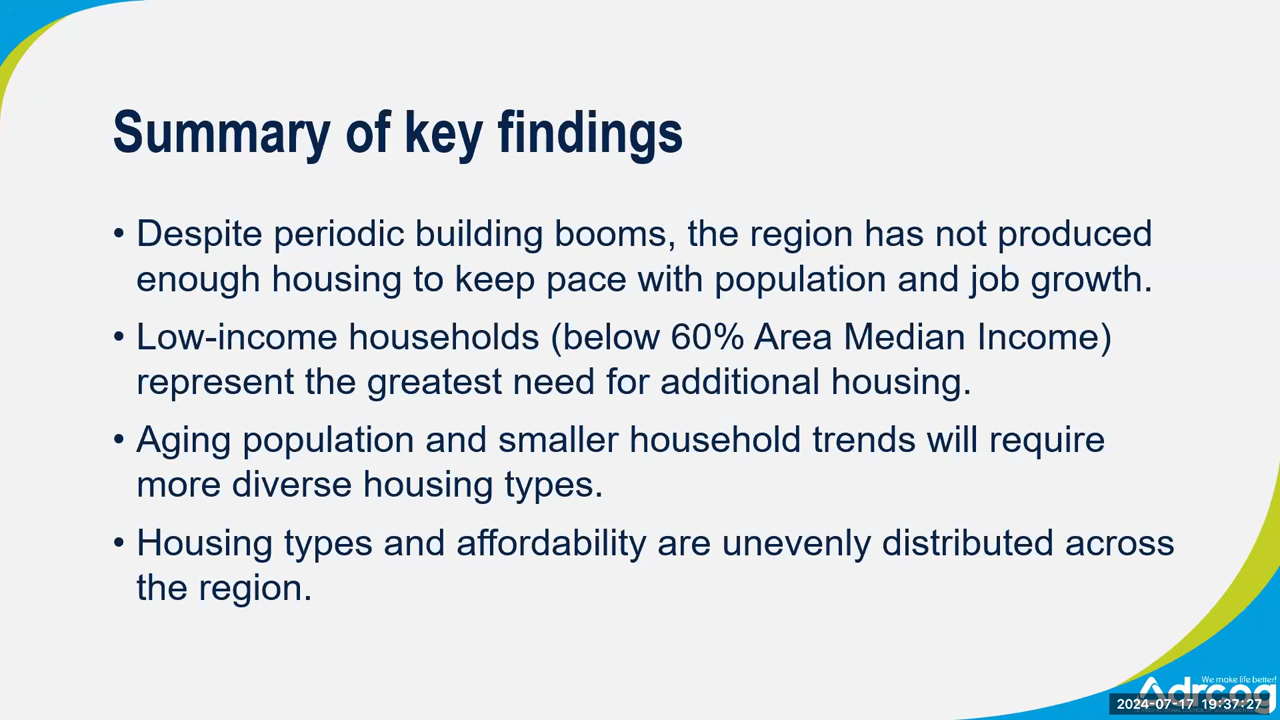 Summary of key findings
• Despite periodic building booms, the region has not produced
enough housing to keep pace with population and job growth.
• Low-income households (below 60% Area Median Income)
represent the greatest need for additional housing.
• Aging population and smaller household trends will require
more diverse housing types.
• Housing types and affordability are unevenly distributed across
the region.
We make life better!
drcog
2024-07-17 19:37:27